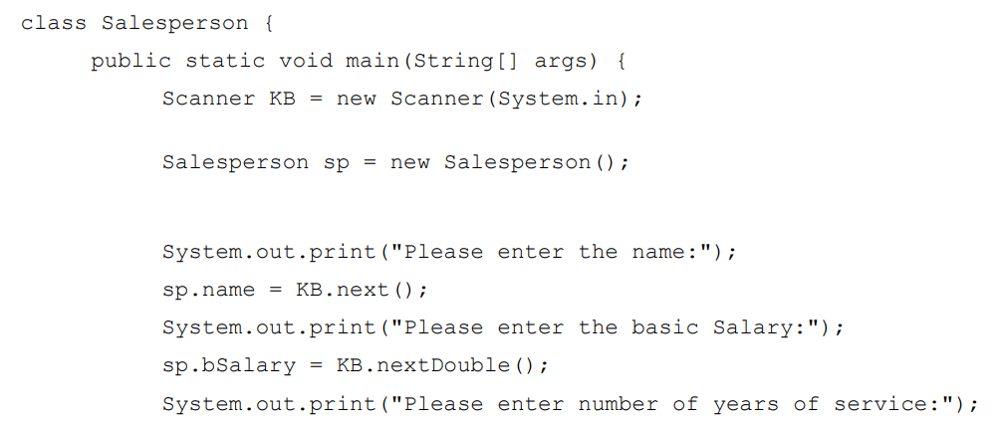 class Salesperson {
public static void main(String[] args) {
Scanner KB = new Scanner(System.in);
Salesperson sp = new Salesperson();
System.out.print("Please enter the name:");
sp.name = KB.next();
System.out.print("Please enter the basic Salary:");
sp.bSalary = KB.nextDouble();
System.out.print("Please enter number of years of service:");